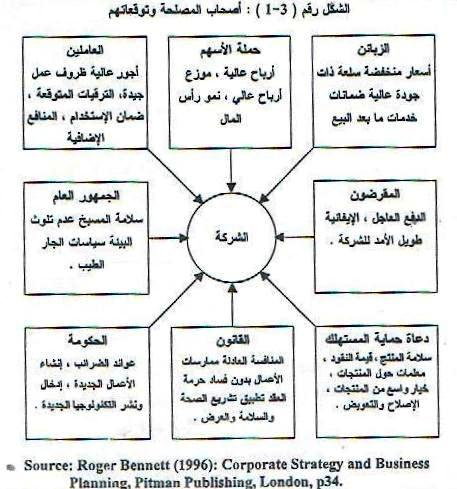 الشكل رقم ( 3-1 ) : أصحاب المصلحة وتوقعاتهم
الزبائن
أسعار منخفضة سلعة ذات
جودة عالية ضمانات
خدمات ما بعد البيع
حملة الأسهم
أرباح عالية ، موزع
أرباح عالي ، نمو رأس
المال
العاملين
أجور عالية ظروف عمل
جيدة، الترقيات المتوقعة ،
ضمان الإستخدام ، المنافع
الإضافية
المقرضون
الدفع العاجل ، الإيفائية
طويل الأمد للشركة .
الشركة
الجمهور العام
سلامة المسبخ عدم تلوث
البيئة سياسات الجار
الطيب .
دعاة حماية المستهلك
سلامة المنتج، قيمة النقود ،
معلمات حول المنتجات ،
خيار واسع من المنتجات ،
الإصلاح والتعويض .
القانون
المنافسة العادلة ممارسات
الأعمال بدون فساد حرمة
العقد تطبيق تشريع الصحة
والسلامة والعرض .
الحكومة
عوائد الضرائب ، إنشاء
الأعمال الجديدة ، إدخال
ونشر التكنولوجيا الجديدة .
Source: Roger Bennett (1996): Corporate Strategy and Business
Planning, Pitman Publishing, London, p34.